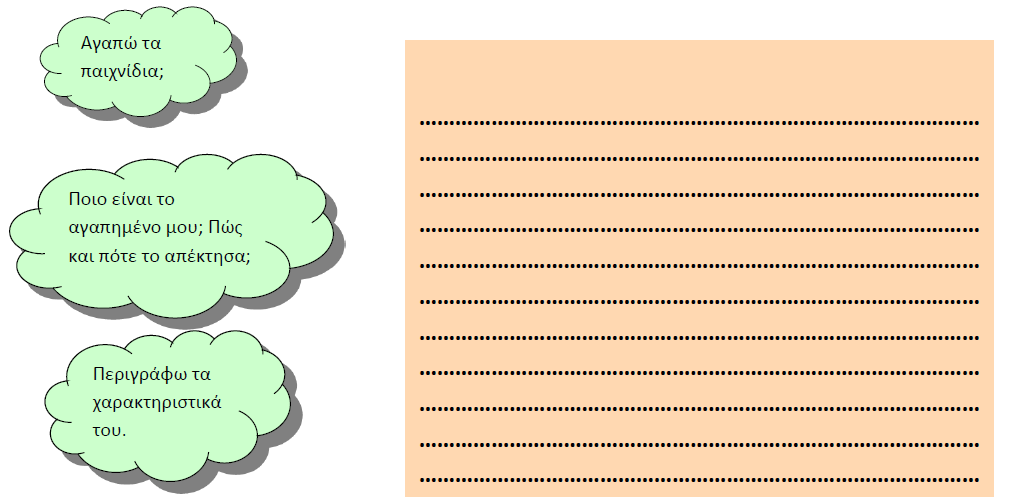 Αγαπώ τα
παιχνίδια;
Ποιο είναι το
αγαπημένο μου; Πώς
και πότε το απέκτησα;
Περιγράφω τα
χαρακτηριστικά
του.